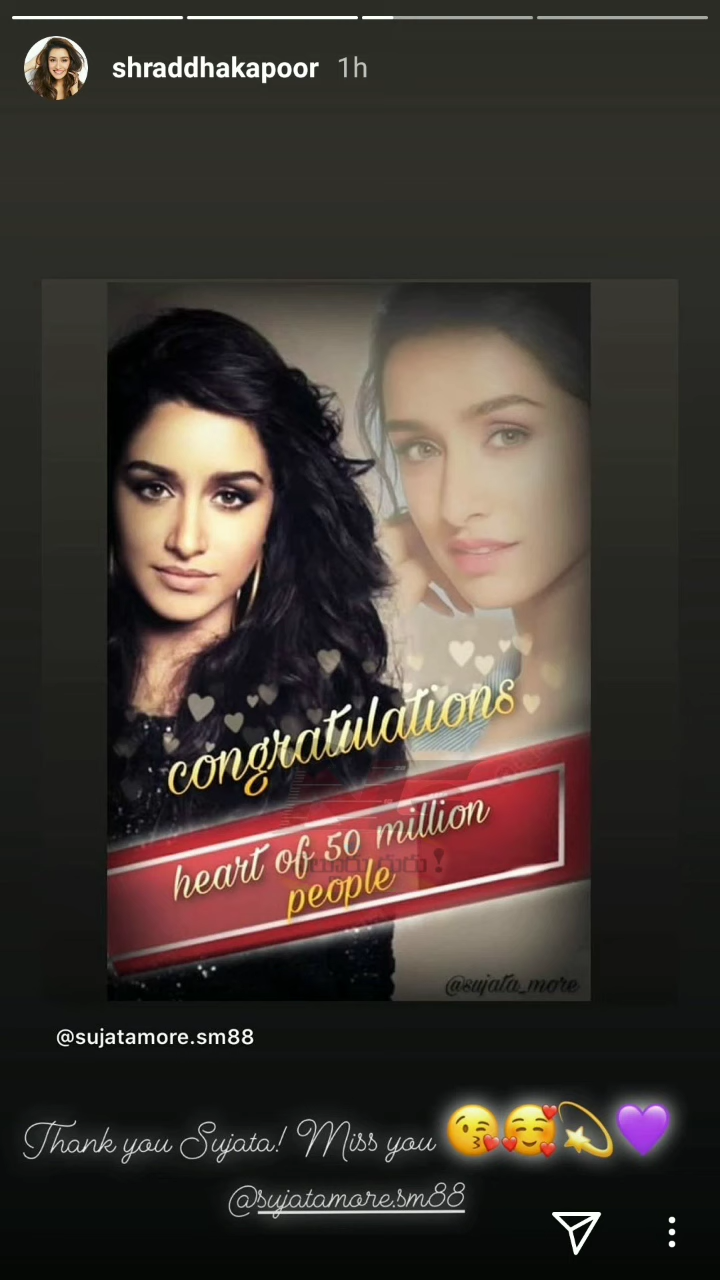 shraddhakapoor 1h
congratulations
heart of 50 million
people
@sujata_more
@sujatamore.sm88
Thank you Sujata! Miss you 😘🥰💫💜
@sujatamore.sm88